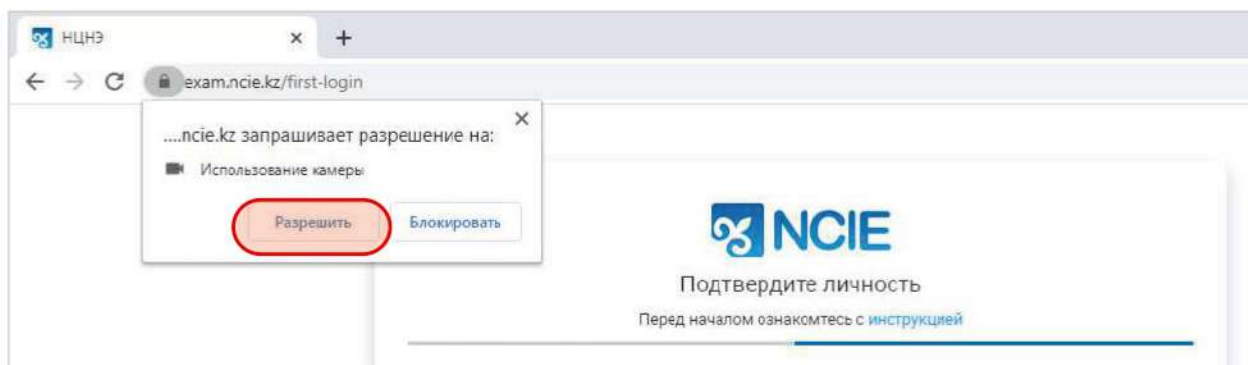 НЦНЭ
exam.ncie.kz/first-login
....ncie.kz запрашивает разрешение на:
Использование камеры
Разрешить Блокировать
NCIE
Подтвердите личность
Перед началом ознакомтесь с инструкцией